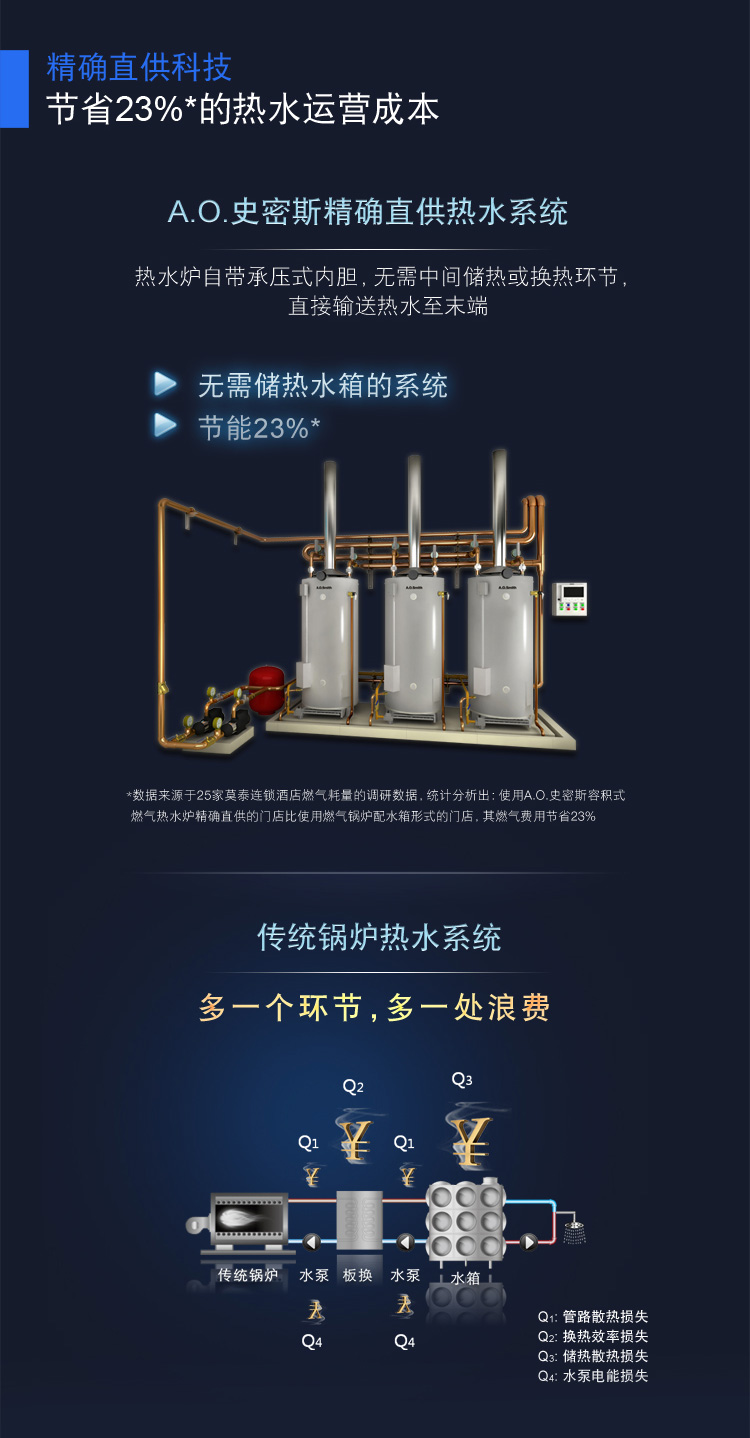 精确直供科技
节省23%*的热水运营成本
A.O.史密斯精确直供热水系统
热水炉自带承压式内胆, 无需中间储热或换热环节,
直接输送热水至末端
无需储热水箱的系统
节能23%*
A.O.Smith A.O.Smith A.O.Smith
*数据来源于25家莫泰连锁酒店燃气耗量的调研数据, 统计分析出: 使用A.O.史密斯容积式
燃气热水炉精确直供的门店比使用燃气锅炉配水箱形式的门店, 其燃气费用节省23%
传统锅炉热水系统
多一个环节, 多一处浪费
Q2 Q3
¥ ¥
Q1 Q1
¥ ¥
传统锅炉 水泵 板换 水泵 水箱
¥ ¥
Q4 Q4
Q1: 管路散热损失
Q2: 换热效率损失
Q3: 储热散热损失
Q4: 水泵电能损失